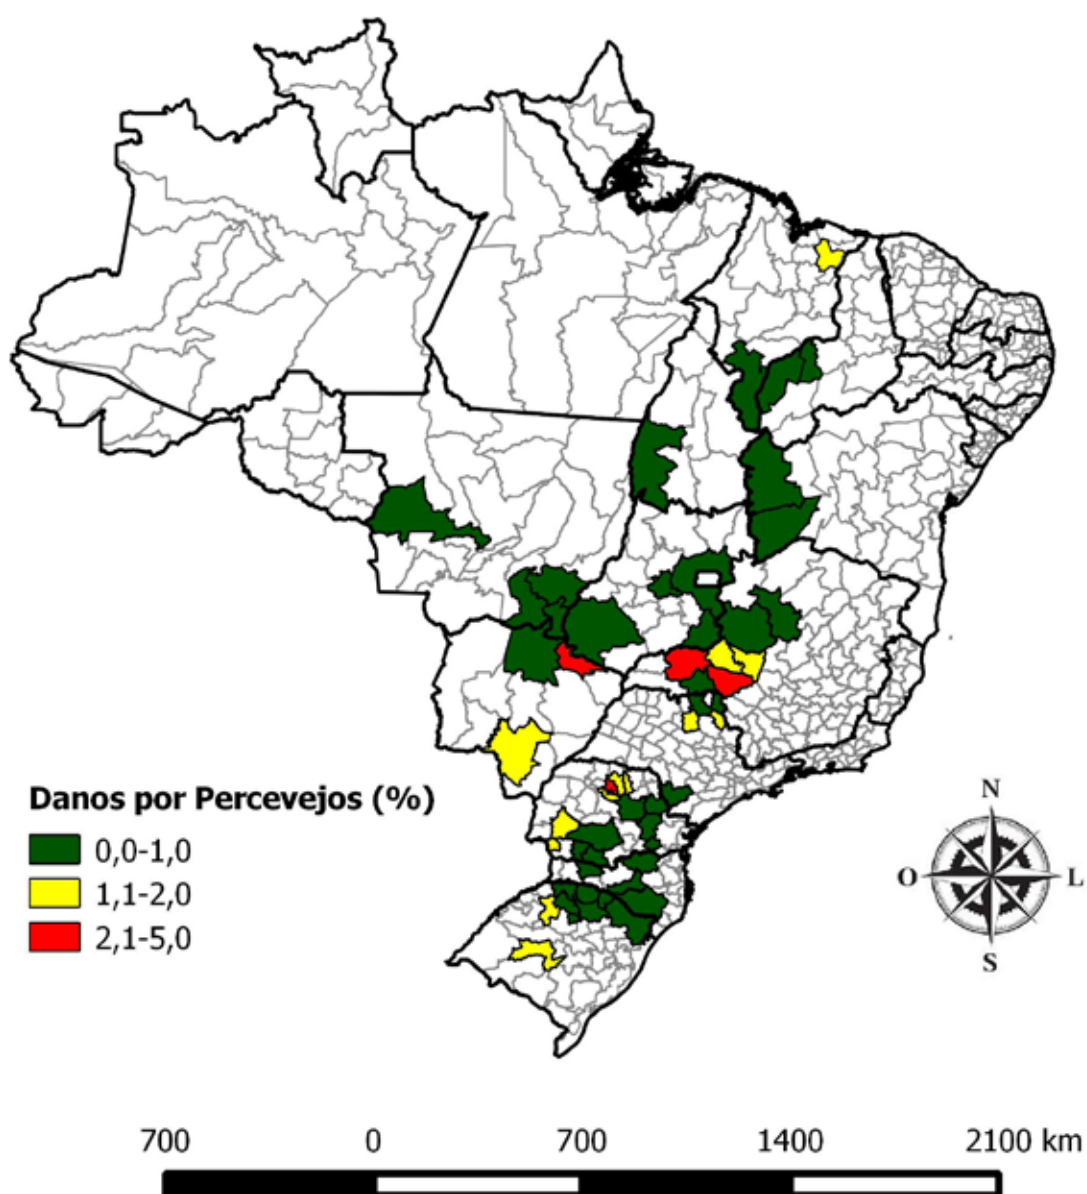 Danos por Percevejos (%)
0,0-1,0
1,1-2,0
2,1-5,0
N
O
L
S
700 0 700 1400 2100 km